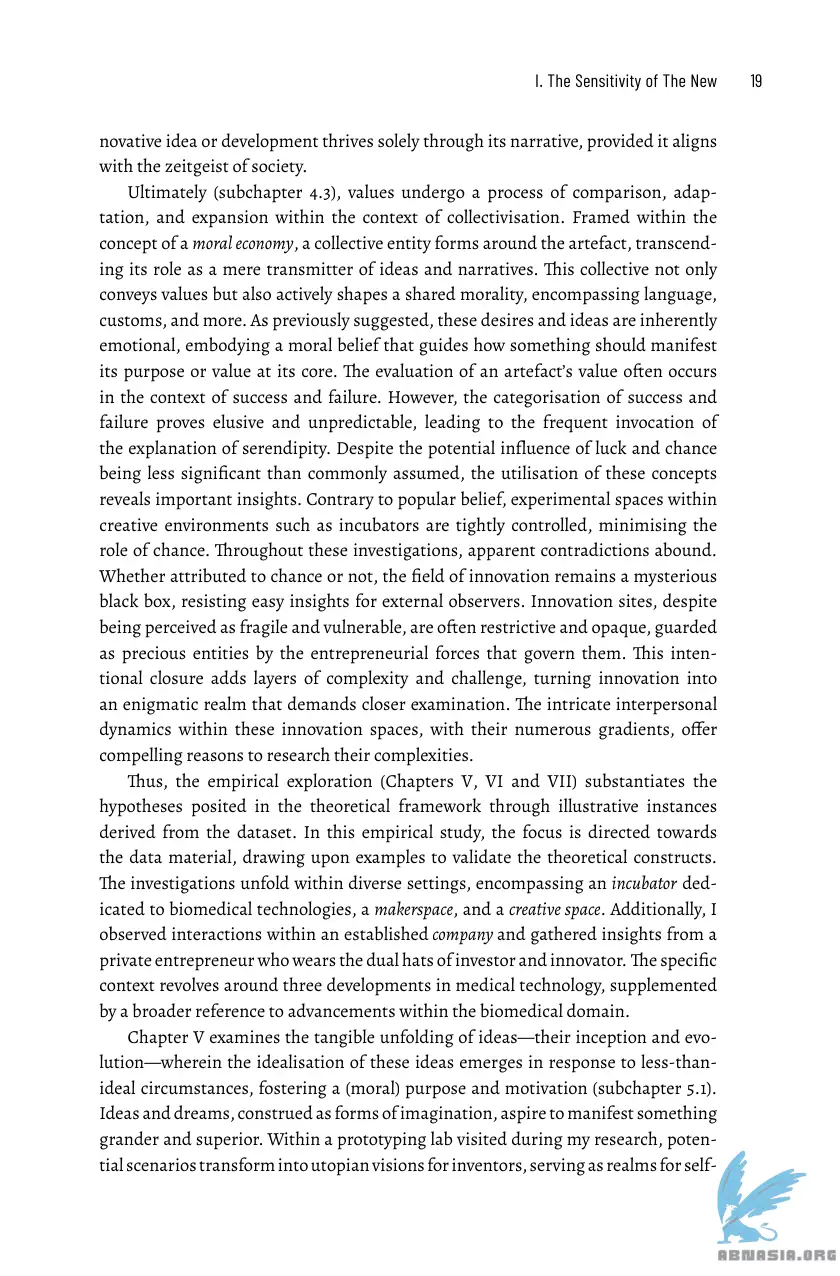 I. The Sensitivity of The New 19
novative idea or development thrives solely through its narrative, provided it aligns
with the zeitgeist of society.
Ultimately (subchapter 4.3), values undergo a process of comparison, adap-
tation, and expansion within the context of collectivisation. Framed within the
concept of a moral economy, a collective entity forms around the artefact, transcend-
ing its role as a mere transmitter of ideas and narratives. This collective not only
conveys values but also actively shapes a shared morality, encompassing language,
customs, and more. As previously suggested, these desires and ideas are inherently
emotional, embodying a moral belief that guides how something should manifest
its purpose or value at its core. The evaluation of an artefact’s value often occurs
in the context of success and failure. However, the categorisation of success and
failure proves elusive and unpredictable, leading to the frequent invocation of
the explanation of serendipity. Despite the potential influence of luck and chance
being less significant than commonly assumed, the utilisation of these concepts
reveals important insights. Contrary to popular belief, experimental spaces within
creative environments such as incubators are tightly controlled, minimising the
role of chance. Throughout these investigations, apparent contradictions abound.
Whether attributed to chance or not, the field of innovation remains a mysterious
black box, resisting easy insights for external observers. Innovation sites, despite
being perceived as fragile and vulnerable, are often restrictive and opaque, guarded
as precious entities by the entrepreneurial forces that govern them. This inten-
tional closure adds layers of complexity and challenge, turning innovation into
an enigmatic realm that demands closer examination. The intricate interpersonal
dynamics within these innovation spaces, with their numerous gradients, offer
compelling reasons to research their complexities.
Thus, the empirical exploration (Chapters V, VI and VII) substantiates the
hypotheses posited in the theoretical framework through illustrative instances
derived from the dataset. In this empirical study, the focus is directed towards
the data material, drawing upon examples to validate the theoretical constructs.
The investigations unfold within diverse settings, encompassing an incubator ded-
icated to biomedical technologies, a makerspace, and a creative space. Additionally, I
observed interactions within an established company and gathered insights from a
private entrepreneur who wears the dual hats of investor and innovator. The specific
context revolves around three developments in medical technology, supplemented
by a broader reference to advancements within the biomedical domain.
Chapter V examines the tangible unfolding of ideas—their inception and evo-
lution—wherein the idealisation of these ideas emerges in response to less-than-
ideal circumstances, fostering a (moral) purpose and motivation (subchapter 5.1).
Ideas and dreams, construed as forms of imagination, aspire to manifest something
grander and superior. Within a prototyping lab visited during my research, poten-
tial scenarios transform into utopian visions for inventors, serving as realms for self-
ABNASIA.ORG